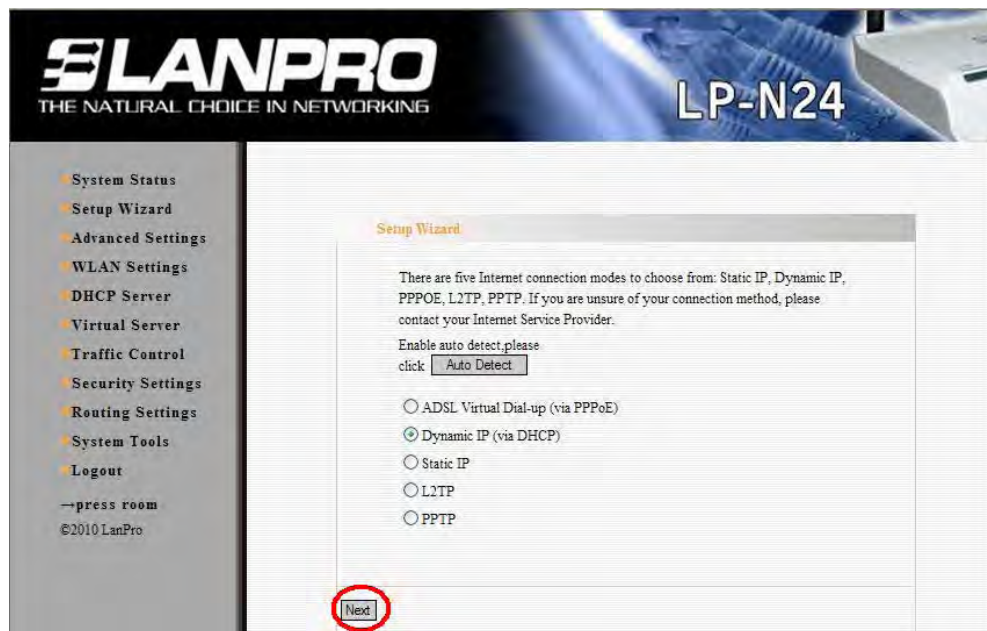 LANPRO
THE NATURAL CHOICE IN NETWORKING
LP-N24
System Status
Setup Wizard
Advanced Settings
WLAN Settings
DHCP Server
Virtual Server
Traffic Control
Security Settings
Routing Settings
System Tools
Logout
→press room
©2010 LanPro
Setup Wizard
There are five Internet connection modes to choose from: Static IP, Dynamic IP,
PPPOE, L2TP, PPTP. If you are unsure of your connection method, please
contact your Internet Service Provider.
Enable auto detect,please
click Auto Detect
ADSL Virtual Dial-up (via PPPoE)
Dynamic IP (via DHCP)
Static IP
L2TP
PPTP
Next